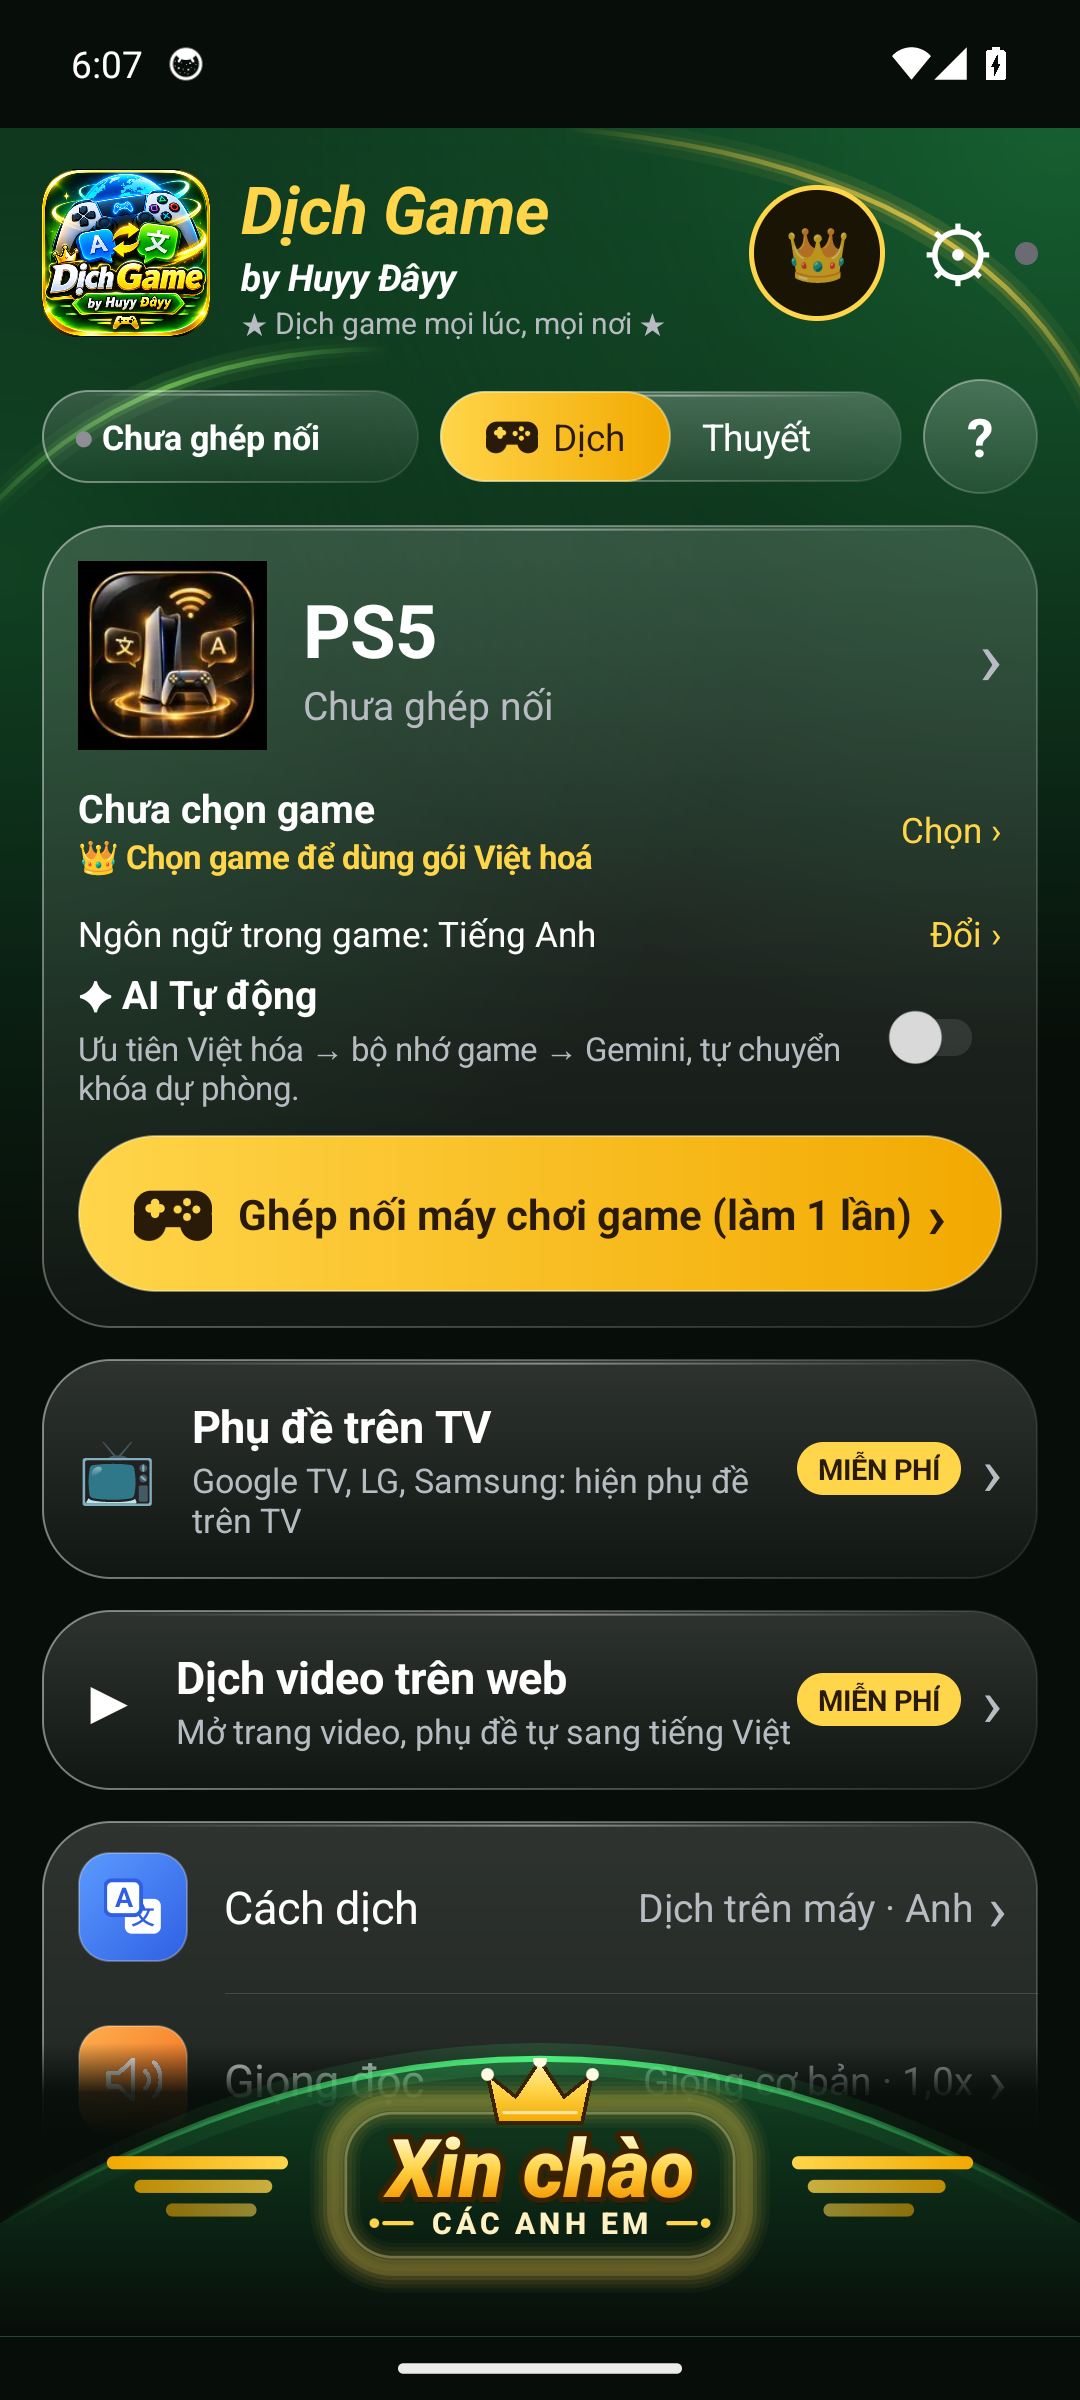 6:07
Dịch Game
by Huyy Đâyy
★ Dịch game mọi lúc, mọi nơi ★
A 文
Dịch Game
by Huyy Đâyy
Chưa ghép nối
Dịch
Thuyết
?
文 A
PS5
Chưa ghép nối
Chưa chọn game
👑 Chọn game để dùng gói Việt hoá
Chọn ›
Ngôn ngữ trong game: Tiếng Anh
Đổi ›
✦ AI Tự động
Ưu tiên Việt hóa → bộ nhớ game → Gemini, tự chuyển
khóa dự phòng.
Ghép nối máy chơi game (làm 1 lần) ›
Phụ đề trên TV
Google TV, LG, Samsung: hiện phụ đề
trên TV
MIỄN PHÍ ›
Dịch video trên web
Mở trang video, phụ đề tự sang tiếng Việt
MIỄN PHÍ ›
A 文
Cách dịch
Dịch trên máy · Anh ›
Giọng đọc
Giọng cơ bản · 1,0x ›
Xin chào
CÁC ANH EM